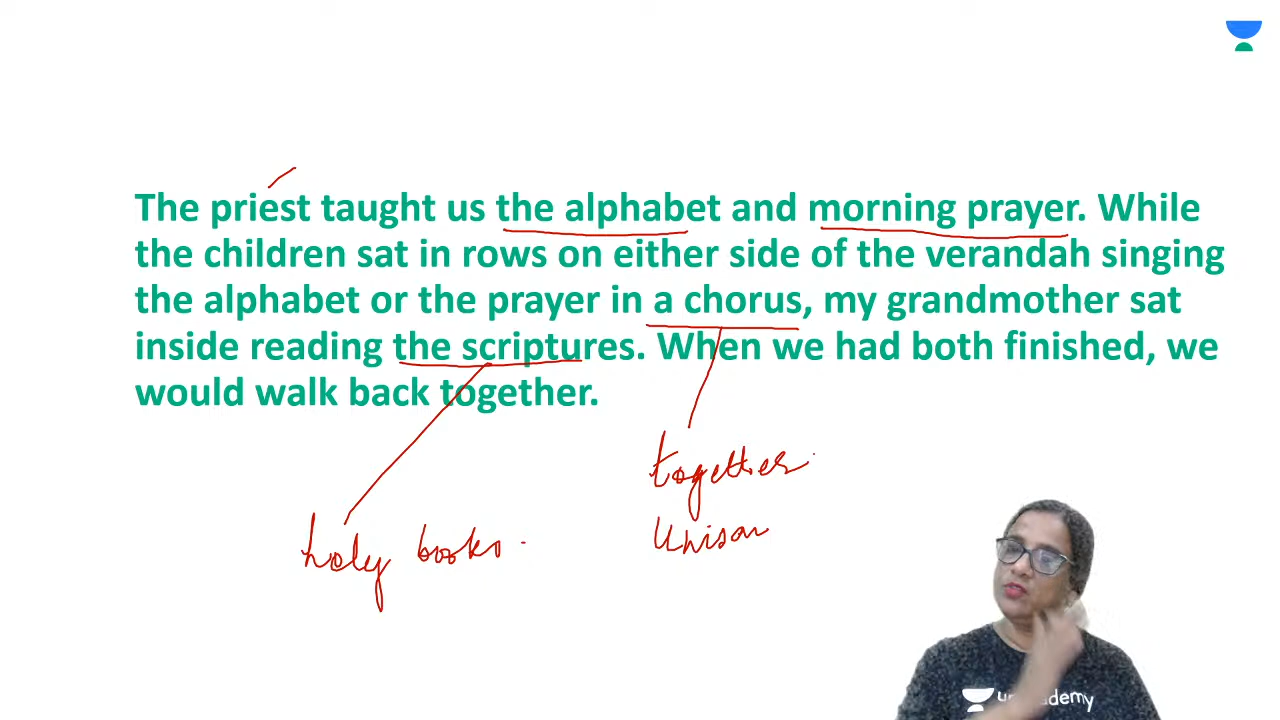 The priest taught us the alphabet and morning prayer. While
the children sat in rows on either side of the verandah singing
the alphabet or the prayer in a chorus, my grandmother sat
inside reading the scriptures. When we had both finished, we
would walk back together.
together
Unison
holy books.
unacademy